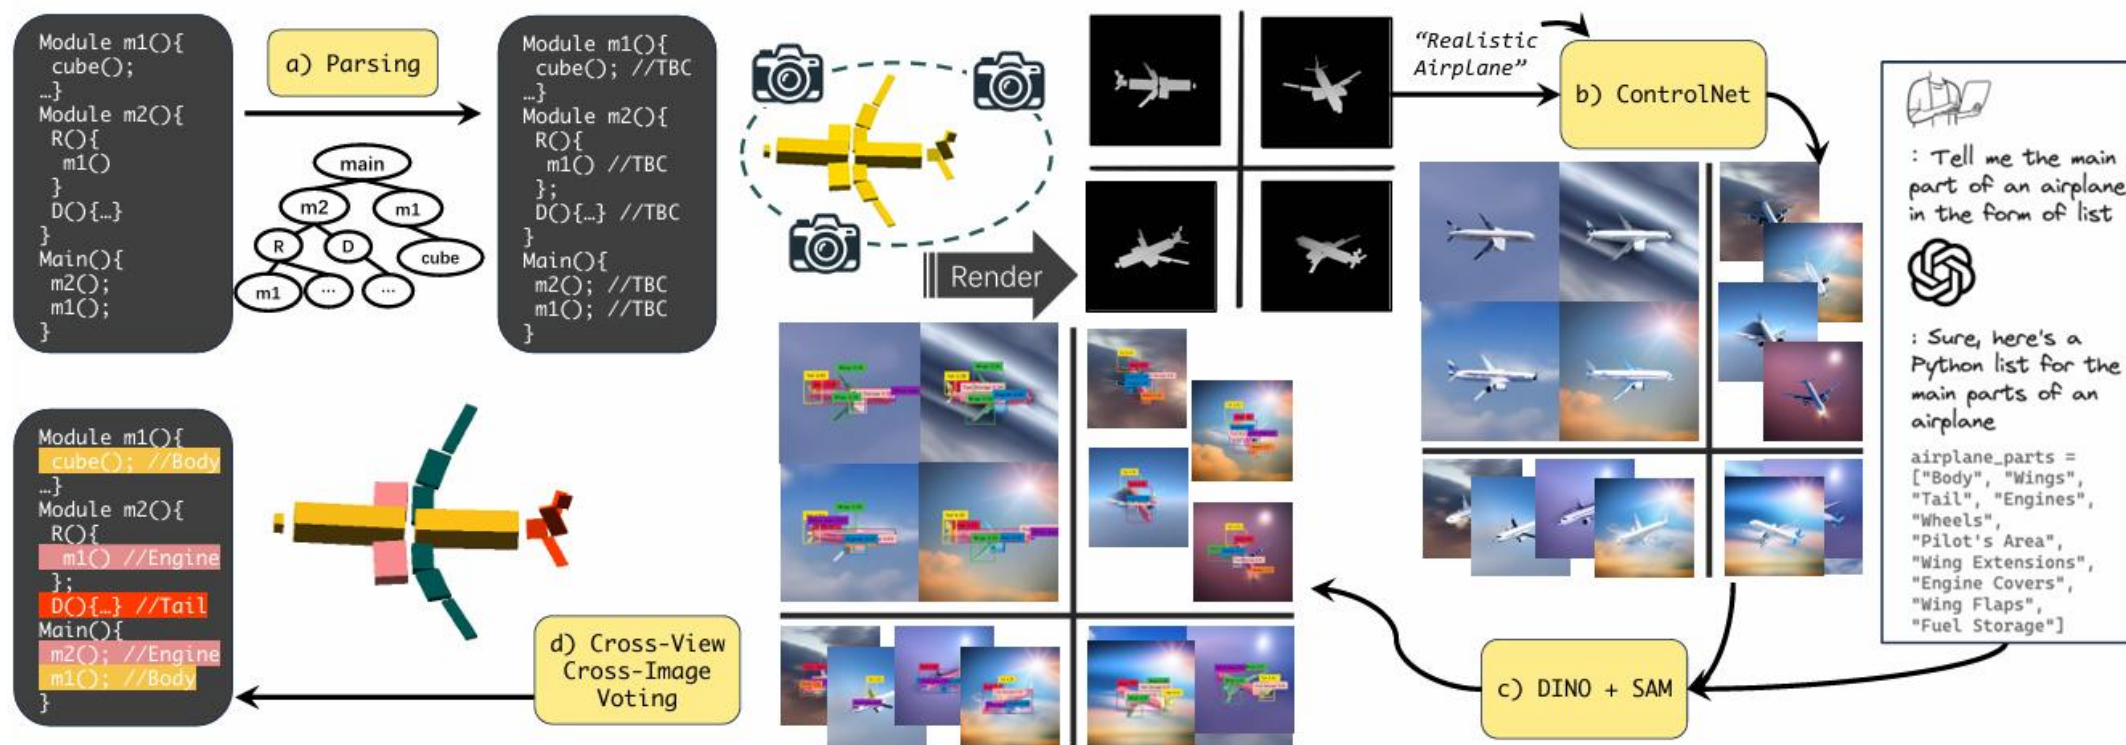 Module m1(){
cube();
…}
Module m2(){
R(){
m1()
}
D(){…}
}
Main(){
m2();
m1();
}
a) Parsing
main
m2
m1
R
D
cube
m1
...
...
Module m1(){
cube(); //TBC
…}
Module m2(){
R(){
m1() //TBC
};
D(){…} //TBC
}
Main(){
m2(); //TBC
m1(); //TBC
}
Render
“Realistic
Airplane”
b) ControlNet
: Tell me the main
part of an airplane
in the form of list
: Sure, here's a
Python list for the
main parts of an
airplane
airplane_parts =
["Body", "Wings",
"Tail", "Engines",
"Wheels",
"Pilot's Area",
"Wing Extensions",
"Engine Covers",
"Wing Flaps",
"Fuel Storage"]
c) DINO + SAM
d) Cross-View
Cross-Image
Voting
Module m1(){
cube(); //Body
…}
Module m2(){
R(){
m1() //Engine
};
D(){…} //Tail
Main(){
m2(); //Engine
m1(); //Body
}